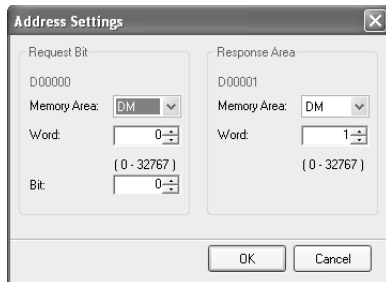 Address Settings
Request Bit
D00000
Memory Area: DM
Word: 0
( 0 - 32767 )
Bit: 0
Response Area
D00001
Memory Area: DM
Word: 1
( 0 - 32767 )
OK Cancel